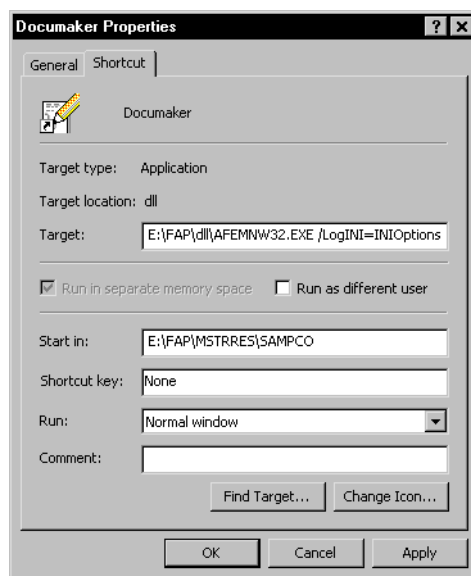 Documaker Properties
General Shortcut
Documaker
Target type: Application
Target location: dll
Target: E:\FAP\dll\AFEMNW32.EXE /LogINI=INIOptions
Run in separate memory space Run as different user
Start in: E:\FAP\MSTRRES\SAMPCO
Shortcut key: None
Run: Normal window
Comment:
Find Target... Change Icon...
OK Cancel Apply